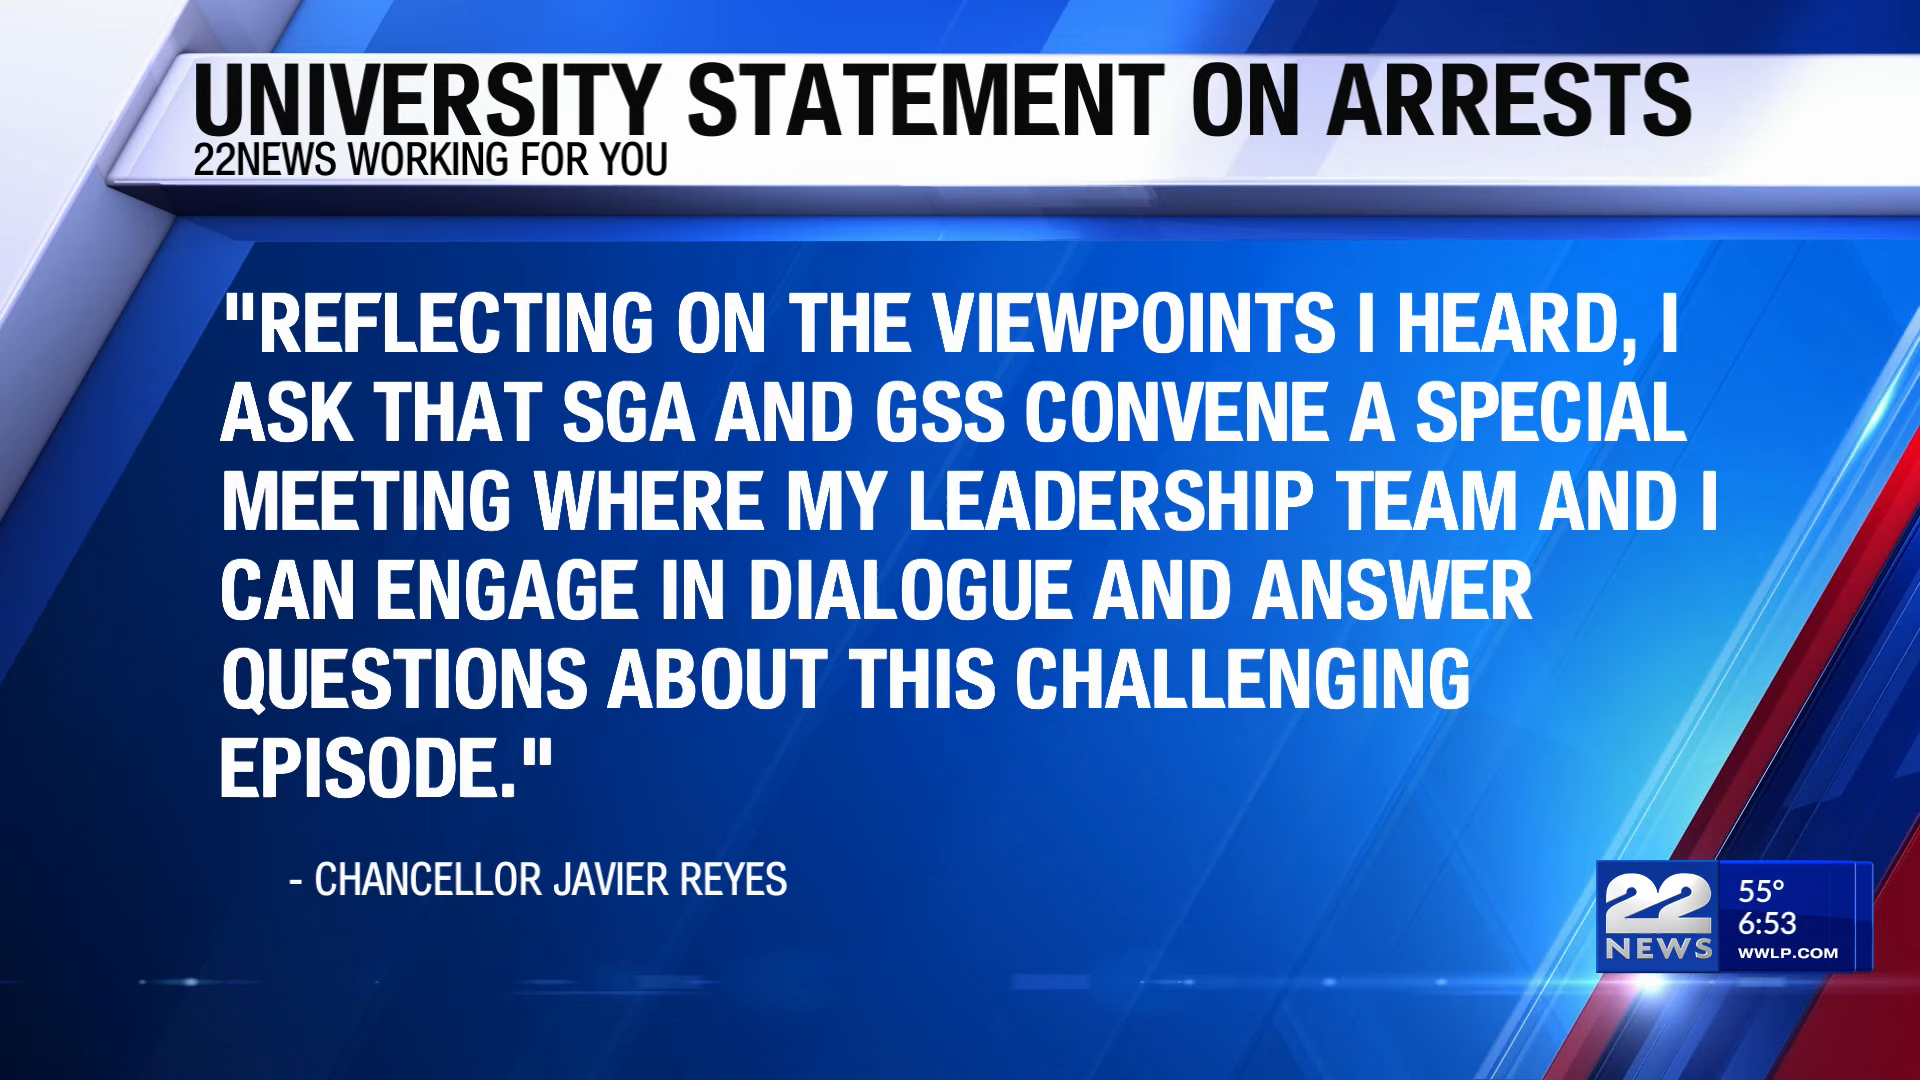 UNIVERSITY STATEMENT ON ARRESTS
22NEWS WORKING FOR YOU
"REFLECTING ON THE VIEWPOINTS I HEARD, I
ASK THAT SGA AND GSS CONVENE A SPECIAL
MEETING WHERE MY LEADERSHIP TEAM AND I
CAN ENGAGE IN DIALOGUE AND ANSWER
QUESTIONS ABOUT THIS CHALLENGING
EPISODE."
- CHANCELLOR JAVIER REYES
22
NEWS
55°
6:53
WWLP.COM